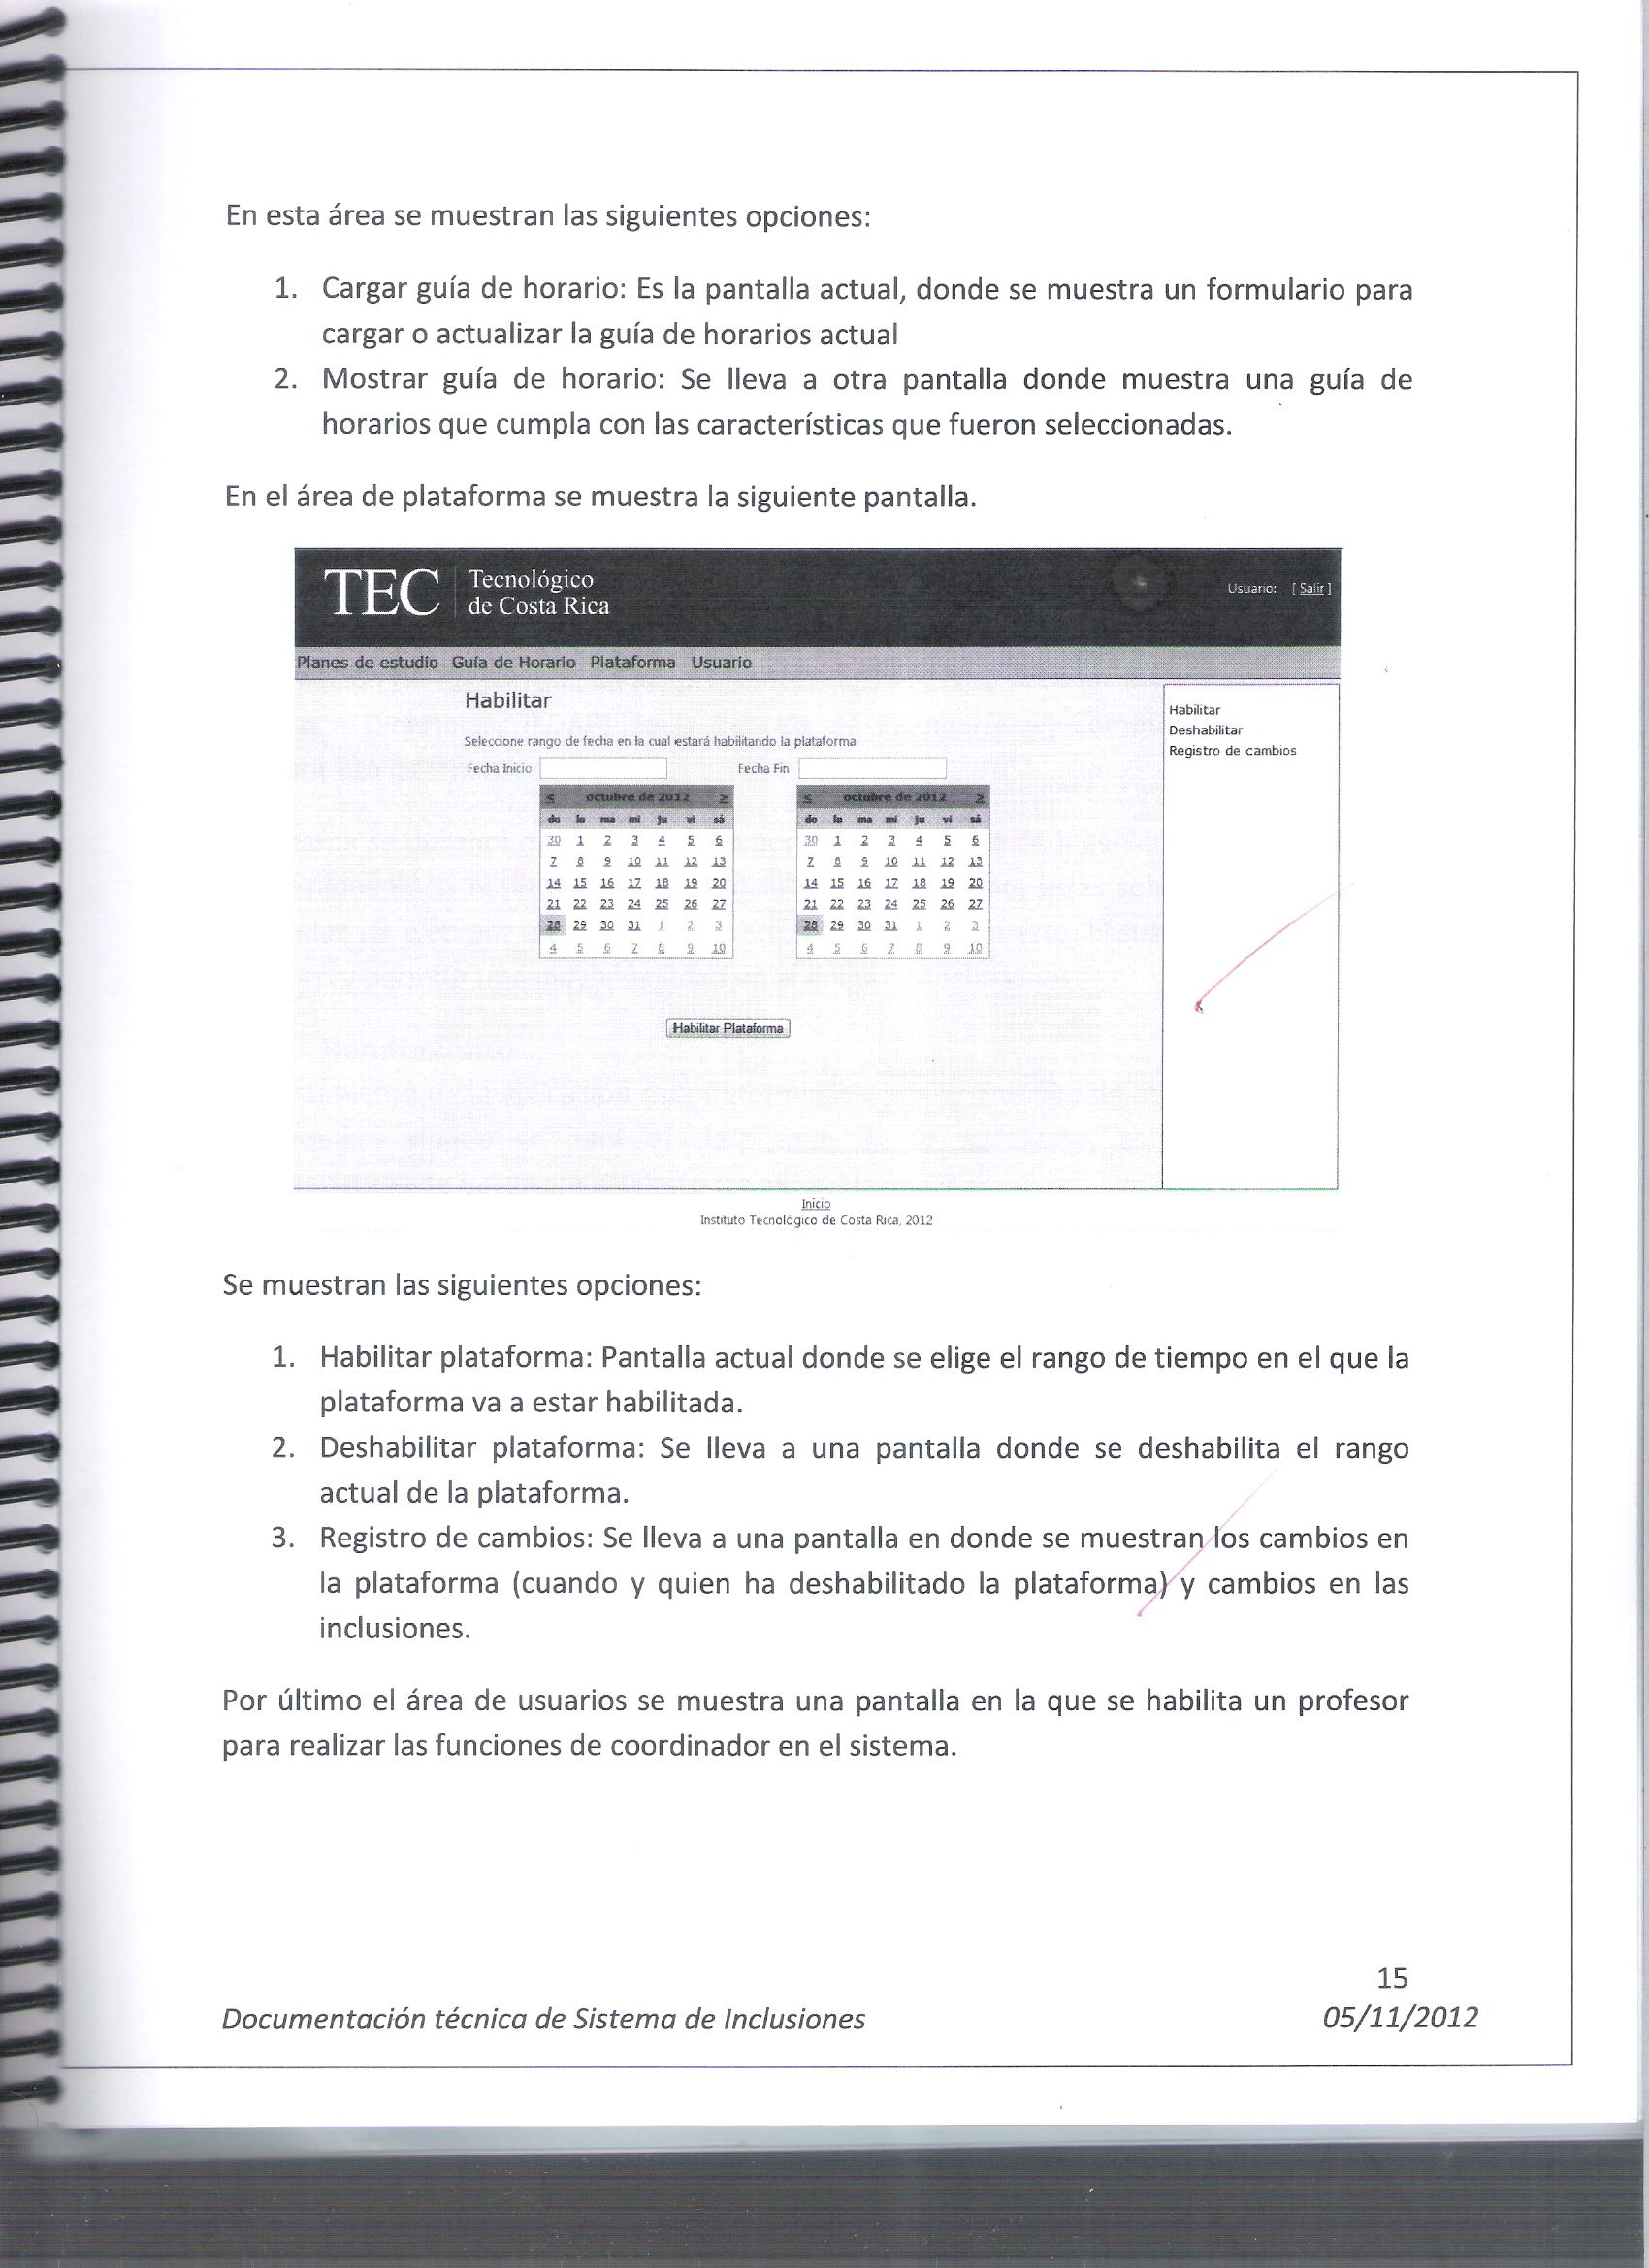 En esta área se muestran las siguientes opciones:
1. Cargar guía de horario: Es la pantalla actual, donde se muestra un formulario para
cargar o actualizar la guía de horarios actual
2. Mostrar guía de horario: Se lleva a otra pantalla donde muestra una guía de
horarios que cumpla con las características que fueron seleccionadas.
En el área de plataforma se muestra la siguiente pantalla.
TEC Tecnológico
de Costa Rica
Usuario: [ Salir ]
Planes de estudio Guía de Horario Plataforma Usuario
Habilitar
Seleccione rango de fecha en la cual estará habilitando la plataforma
Fecha Inicio
Fecha Fin
< octubre de 2012 >
do lu ma mi ju vi sá
30 1 2 3 4 5 6
7 8 9 10 11 12 13
14 15 16 17 18 19 20
21 22 23 24 25 26 27
28 29 30 31 1 2 3
4 5 6 7 8 9 10
< octubre de 2012 >
do lu ma mi ju vi sá
30 1 2 3 4 5 6
7 8 9 10 11 12 13
14 15 16 17 18 19 20
21 22 23 24 25 26 27
28 29 30 31 1 2 3
4 5 6 7 8 9 10
Habilitar Plataforma
Habilitar
Deshabilitar
Registro de cambios
Inicio
Instituto Tecnológico de Costa Rica, 2012
Se muestran las siguientes opciones:
1. Habilitar plataforma: Pantalla actual donde se elige el rango de tiempo en el que la
plataforma va a estar habilitada.
2. Deshabilitar plataforma: Se lleva a una pantalla donde se deshabilita el rango
actual de la plataforma.
3. Registro de cambios: Se lleva a una pantalla en donde se muestran los cambios en
la plataforma (cuando y quien ha deshabilitado la plataforma) y cambios en las
inclusiones.
Por último el área de usuarios se muestra una pantalla en la que se habilita un profesor
para realizar las funciones de coordinador en el sistema.
15
Documentación técnica de Sistema de Inclusiones 05/11/2012